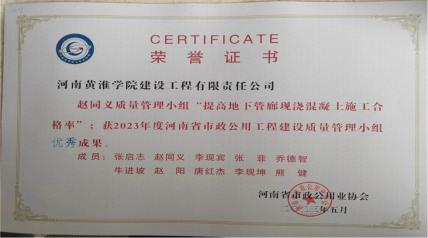 CERTIFICATE
荣誉证书
河南黄淮学院建设工程有限责任公司
赵同义质量管理小组“提高地下管廊现浇混凝土施工合
格率”;获2023年度河南省市政公用工程建设质量管理小组
优秀成果。
成员:张启志 赵同义 李现宾 张 菲 乔德智
牛进坡 赵 阳 唐红杰 李现坤 熊 健
河南省市政公用业协会
二〇二三年五月